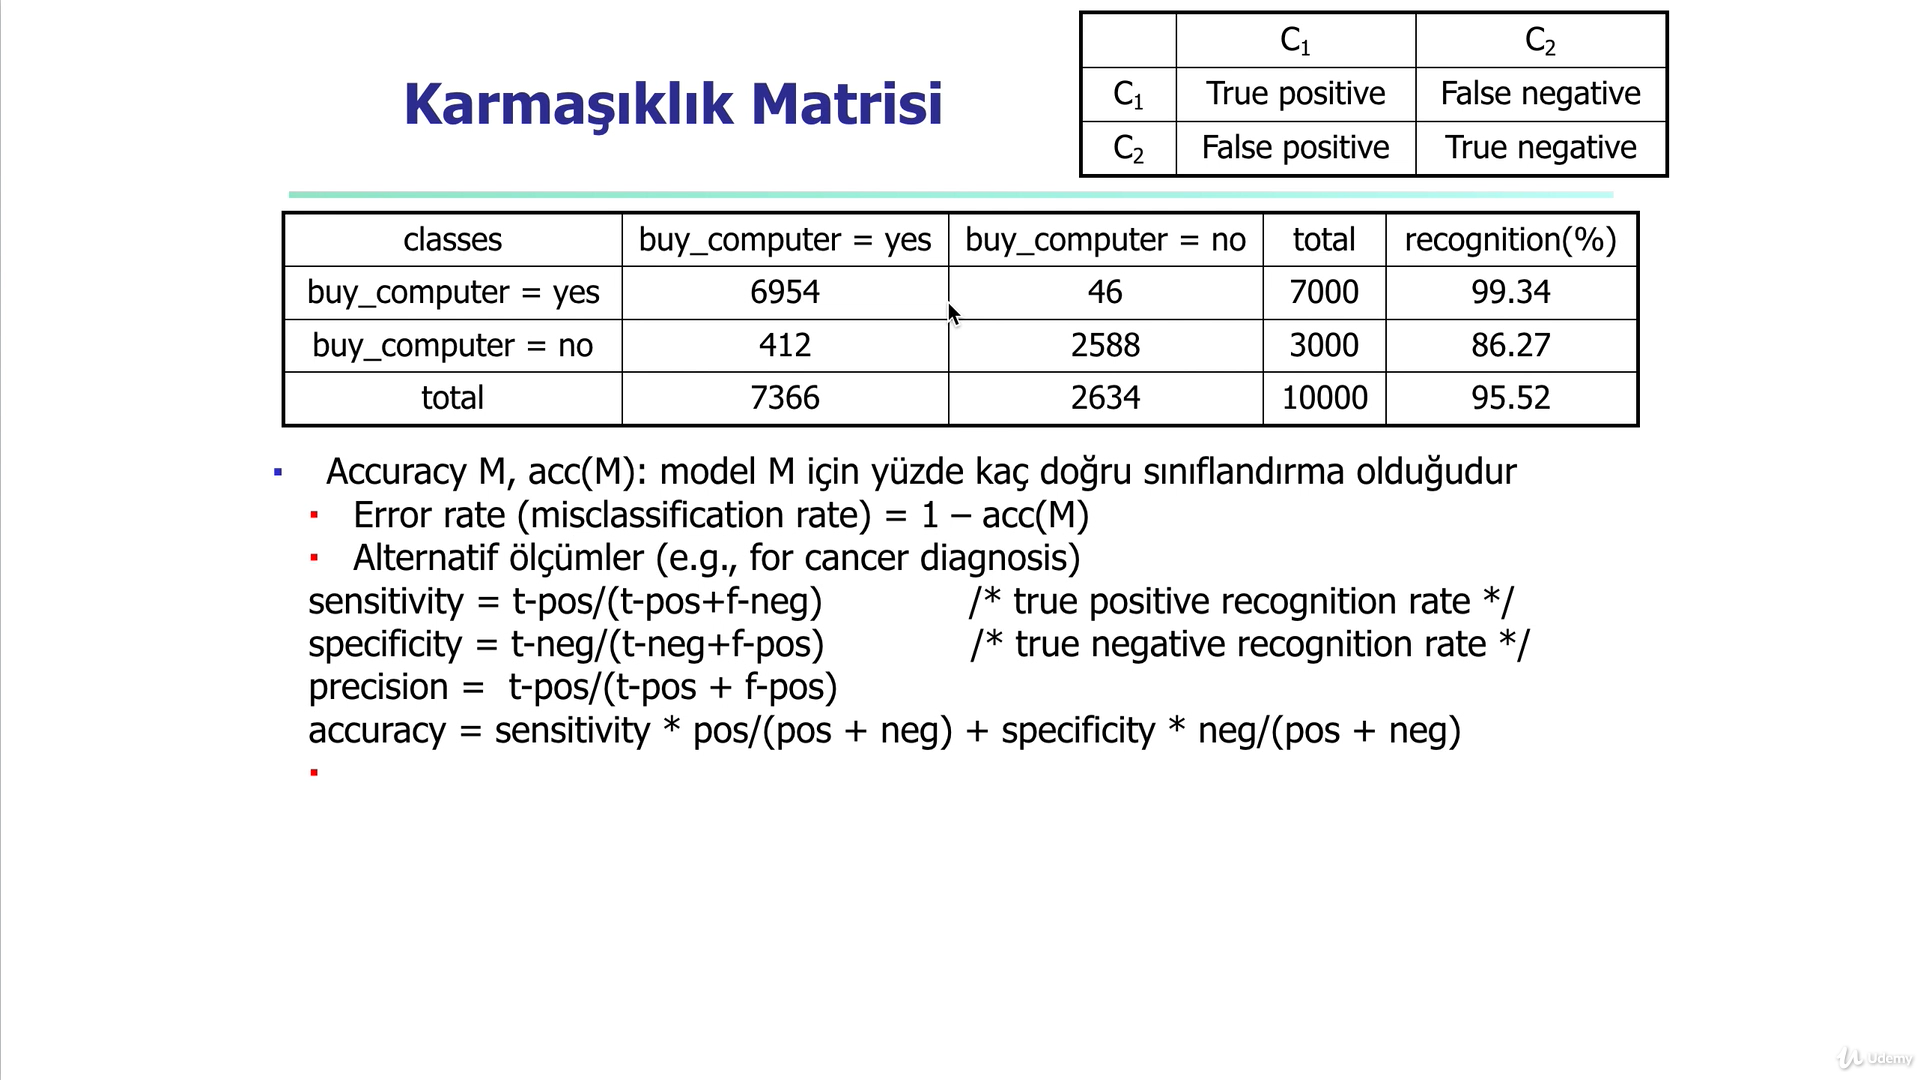 Karmaşıklık Matrisi
C1 C2
C1 True positive False negative
C2 False positive True negative
classes buy_computer = yes buy_computer = no total recognition(%)
buy_computer = yes 6954 46 7000 99.34
buy_computer = no 412 2588 3000 86.27
total 7366 2634 10000 95.52
Accuracy M, acc(M): model M için yüzde kaç doğru sınıflandırma olduğudur
Error rate (misclassification rate) = 1 – acc(M)
Alternatif ölçümler (e.g., for cancer diagnosis)
sensitivity = t-pos/(t-pos+f-neg) /* true positive recognition rate */
specificity = t-neg/(t-neg+f-pos) /* true negative recognition rate */
precision = t-pos/(t-pos + f-pos)
accuracy = sensitivity * pos/(pos + neg) + specificity * neg/(pos + neg)
Udemy